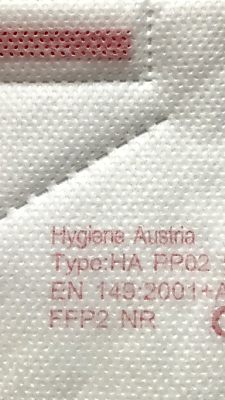 Hygiene Austria
Type:HA PP02
EN 149:2001+A
FFP2 NR